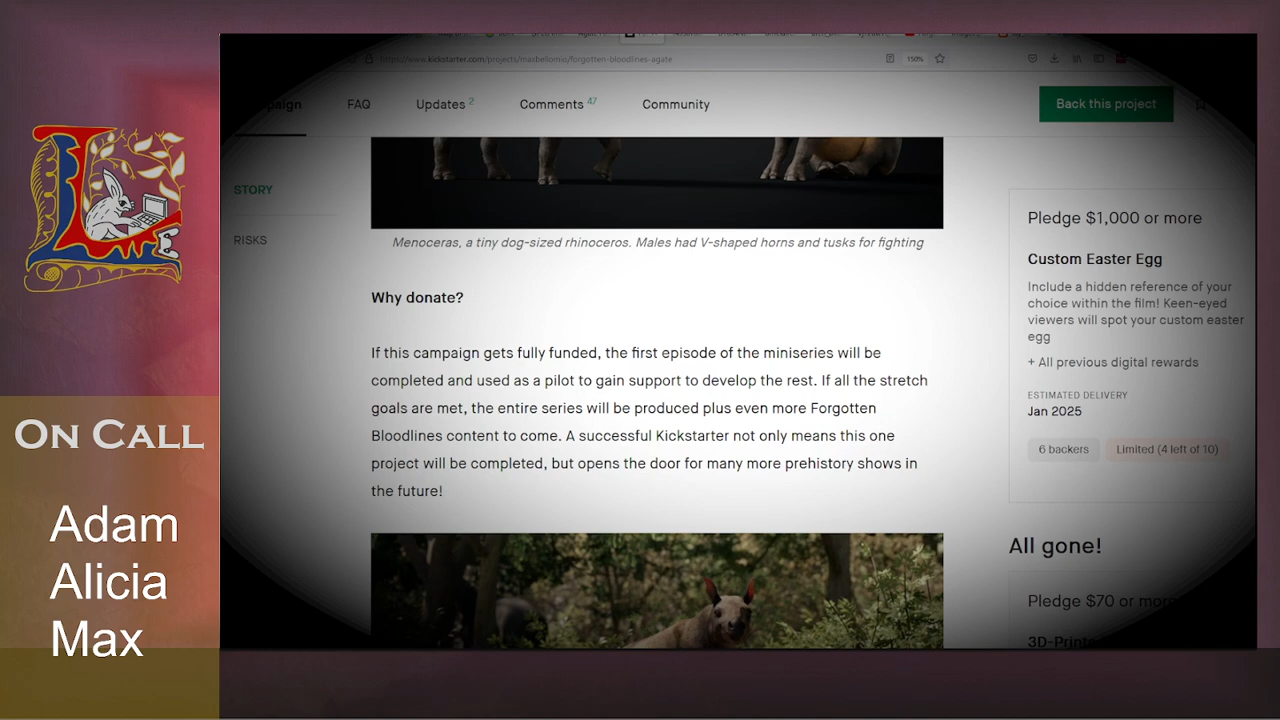 https://www.kickstarter.com/projects/maxbellomio/forgotten-bloodlines-agate
150%
FAQ
Updates 2
Comments 47
Community
Back this project
STORY
RISKS
Menoceras, a tiny dog-sized rhinoceros. Males had V-shaped horns and tusks for fighting
Why donate?
If this campaign gets fully funded, the first episode of the miniseries will be
completed and used as a pilot to gain support to develop the rest. If all the stretch
goals are met, the entire series will be produced plus even more Forgotten
Bloodlines content to come. A successful Kickstarter not only means this one
project will be completed, but opens the door for many more prehistory shows in
the future!
Pledge $1,000 or more
Custom Easter Egg
Include a hidden reference of your
choice within the film! Keen-eyed
viewers will spot your custom easter
egg
+ All previous digital rewards
ESTIMATED DELIVERY
Jan 2025
6 backers
Limited (4 left of 10)
All gone!
Pledge $70 or more
ON CALL
Adam
Alicia
Max